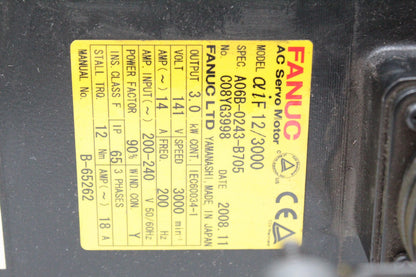 FANUC
AC Servo Motor
MODEL αiF 12/3000
SPEC A06B-0243-B705
No. C08YG3998 DATE 2008.11
FANUC LTD YAMANASHI MADE IN JAPAN
OUTPUT 3.0 kW CONT. IEC60034-1
VOLT 141 V SPEED 3000 min⁻¹
AMP(~) 14 A FREQ. 200 Hz
AMP. INPUT(~) 200-240 V 50/60Hz
POWER FACTOR 90% WIND CON. Y
INS. CLASS F IP 65 3 PHASES
STALL TRQ. 12 Nm AMP(~) 18 A
MANUAL NO. B-65262
CE